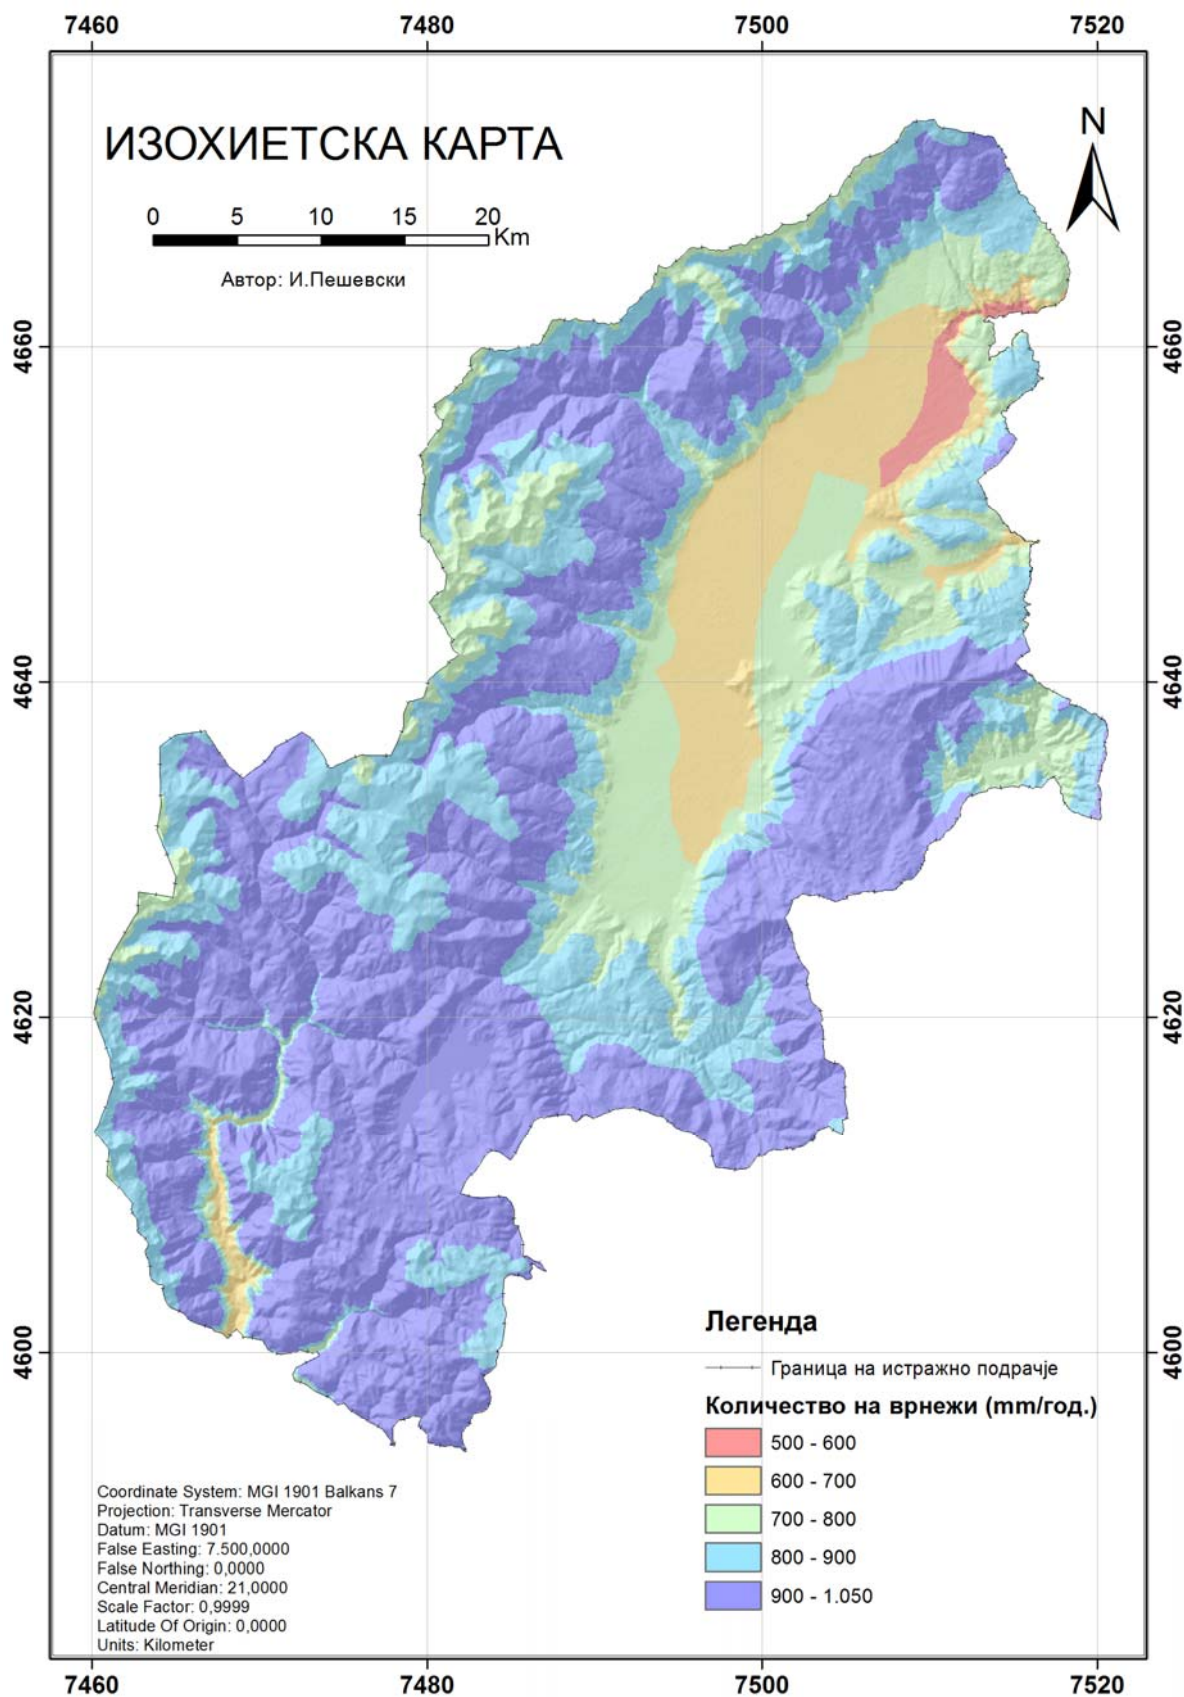 7460 7480 7500 7520
ИЗОХИЕТСКА КАРТА
N
0 5 10 15 20
Km
Автор: И.Пешевски
4660 4660
4640 4640
4620 4620
4600 4600
Легенда
Граница на истражно подрачје
Количество на врнежи (mm/год.)
500 - 600
600 - 700
700 - 800
800 - 900
900 - 1.050
Coordinate System: MGI 1901 Balkans 7
Projection: Transverse Mercator
Datum: MGI 1901
False Easting: 7.500,0000
False Northing: 0,0000
Central Meridian: 21,0000
Scale Factor: 0,9999
Latitude Of Origin: 0,0000
Units: Kilometer
7460 7480 7500 7520